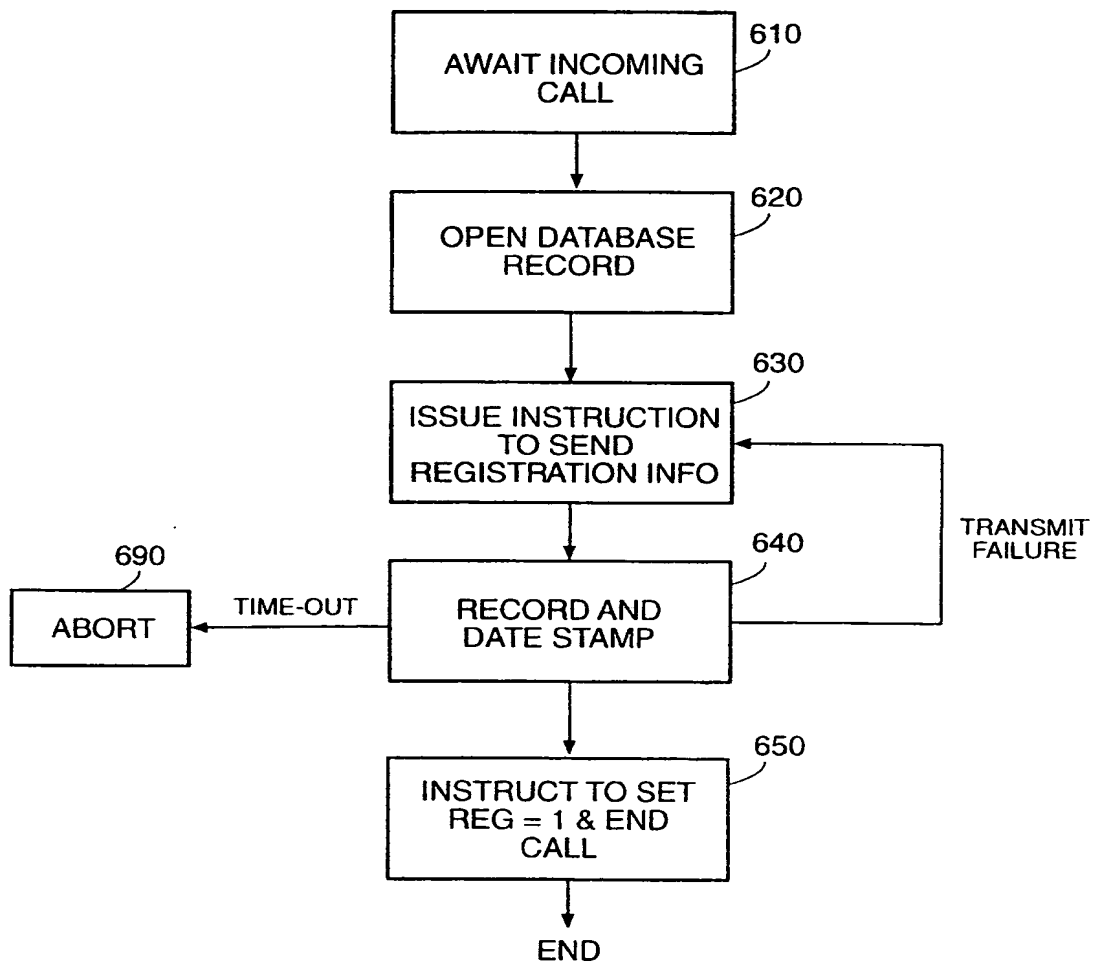 610
AWAIT INCOMING
CALL
620
OPEN DATABASE
RECORD
630
ISSUE INSTRUCTION
TO SEND
REGISTRATION INFO
TRANSMIT
FAILURE
640
RECORD AND
DATE STAMP
690
ABORT
TIME-OUT
650
INSTRUCT TO SET
REG = 1 & END
CALL
END